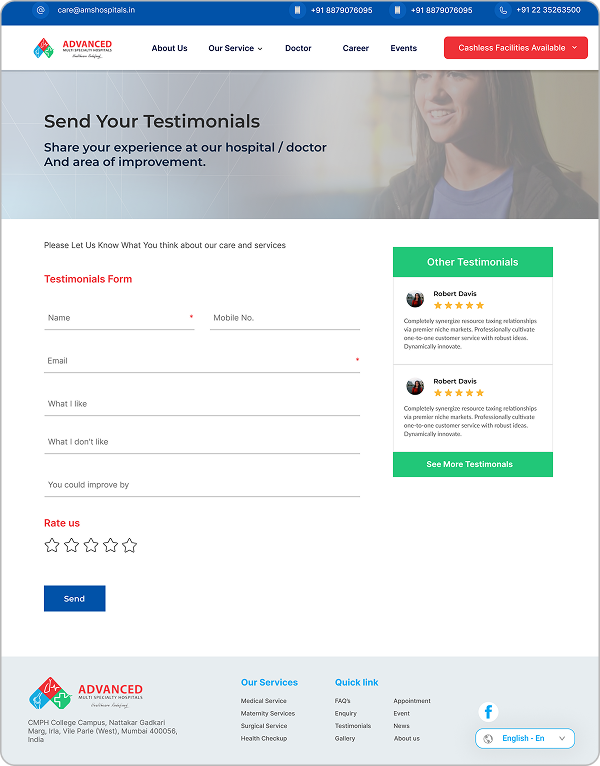 care@amshospitals.in
+91 8879076095
+91 8879076095
+91 22 35263500
ADVANCED
MULTI SPECIALTY HOSPITALS
Healthcare Satisfying!
About Us
Our Service
Doctor
Career
Events
Cashless Facilities Available
Send Your Testimonials
Share your experience at our hospital / doctor
And area of improvement.
Please Let Us Know What You think about our care and services
Testimonials Form
Name *
Mobile No.
Email *
What I like
What I don't like
You could improve by
Rate us
Send
Other Testimonials
Robert Davis
Completely synergize resource taxing relationships
via premier niche markets. Professionally cultivate
one-to-one customer service with robust ideas.
Dynamically innovate.
Robert Davis
Completely synergize resource taxing relationships
via premier niche markets. Professionally cultivate
one-to-one customer service with robust ideas.
Dynamically innovate.
See More Testimonals
ADVANCED
MULTI SPECIALTY HOSPITALS
CMPH College Campus, Nattakar Gadkari
Marg, Irla, Vile Parle (West), Mumbai 400056,
India
Our Services
Medical Service
Maternity Services
Surgical Service
Health Checkup
Quick link
FAQ's
Enquiry
Testimonials
Gallery
Appointment
Event
News
About us
English - En